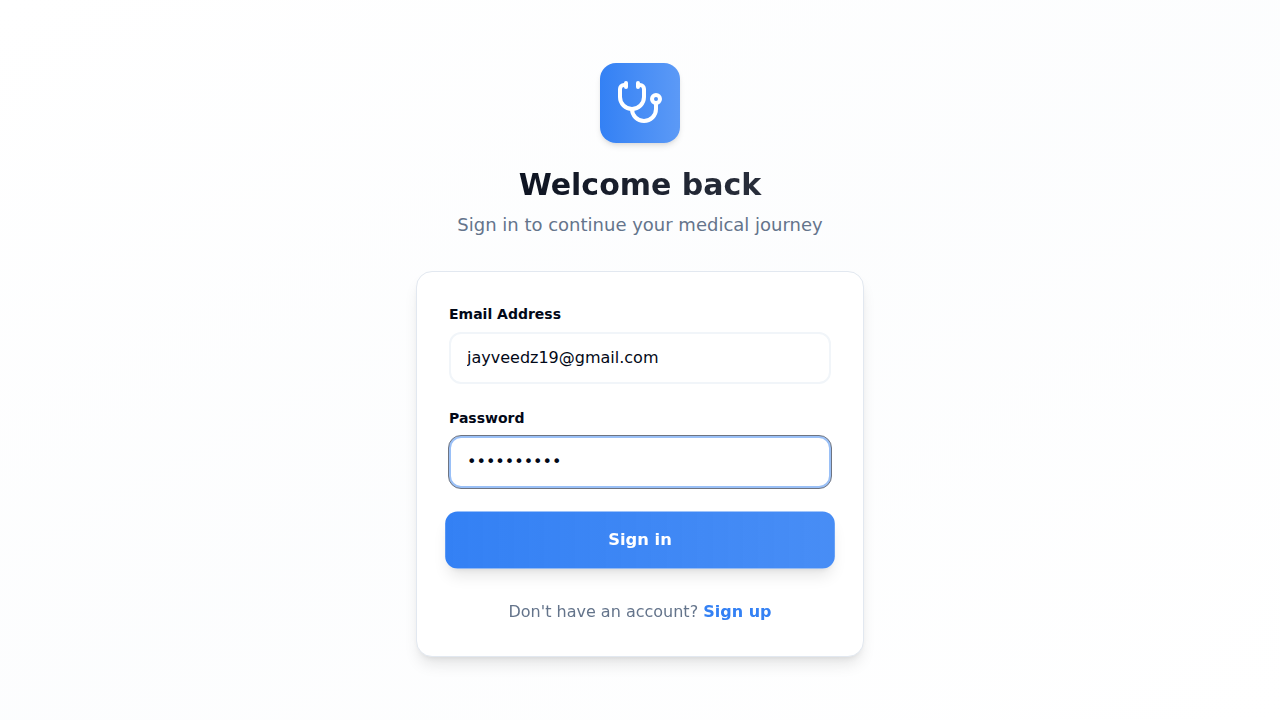 Welcome back
Sign in to continue your medical journey
Email Address
jayveedz19@gmail.com
Password
••••••••••
Sign in
Don't have an account? Sign up